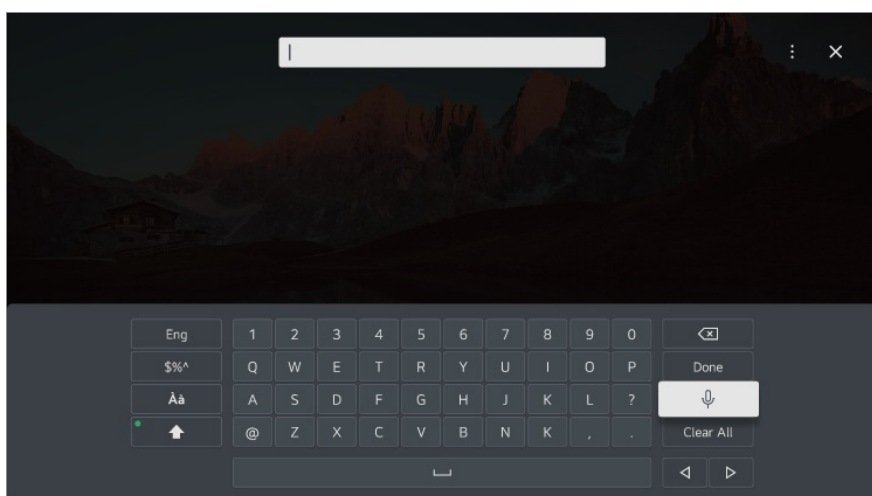 Eng 1 2 3 4 5 6 7 8 9 0
$%^ Q W E T R Y U I O P Done
Àà A S D F G H J K L ?
@ Z X C V B N K , . Clear All